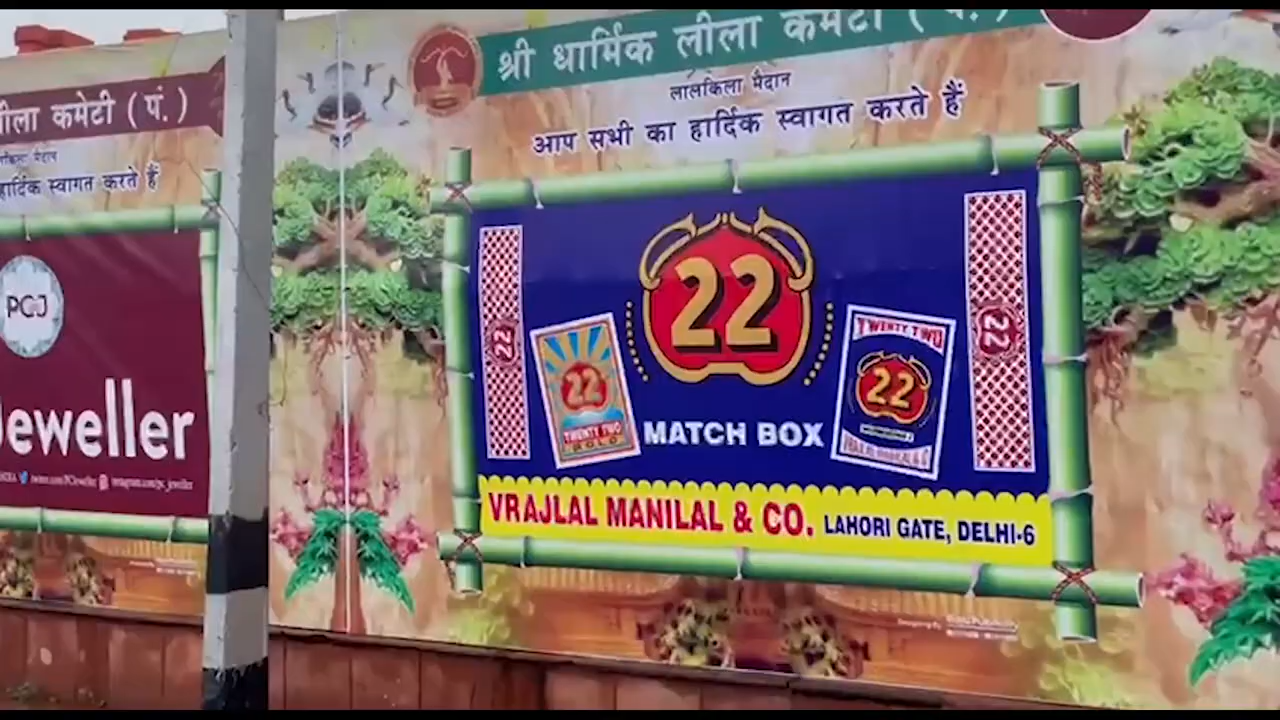 लीला कमेटी (पं.)
हार्दिक स्वागत करते हैं
PCJ
Jeweller
श्री धार्मिक लीला कमेटी (पं.)
लालकिला मैदान
आप सभी का हार्दिक स्वागत करते हैं
22
22
22
TWENTY TWO
GOLD
22
MATCH BOX
TWENTY TWO
22
VRAJLAL MANILAL & CO. LAHORI GATE, DELHI-6